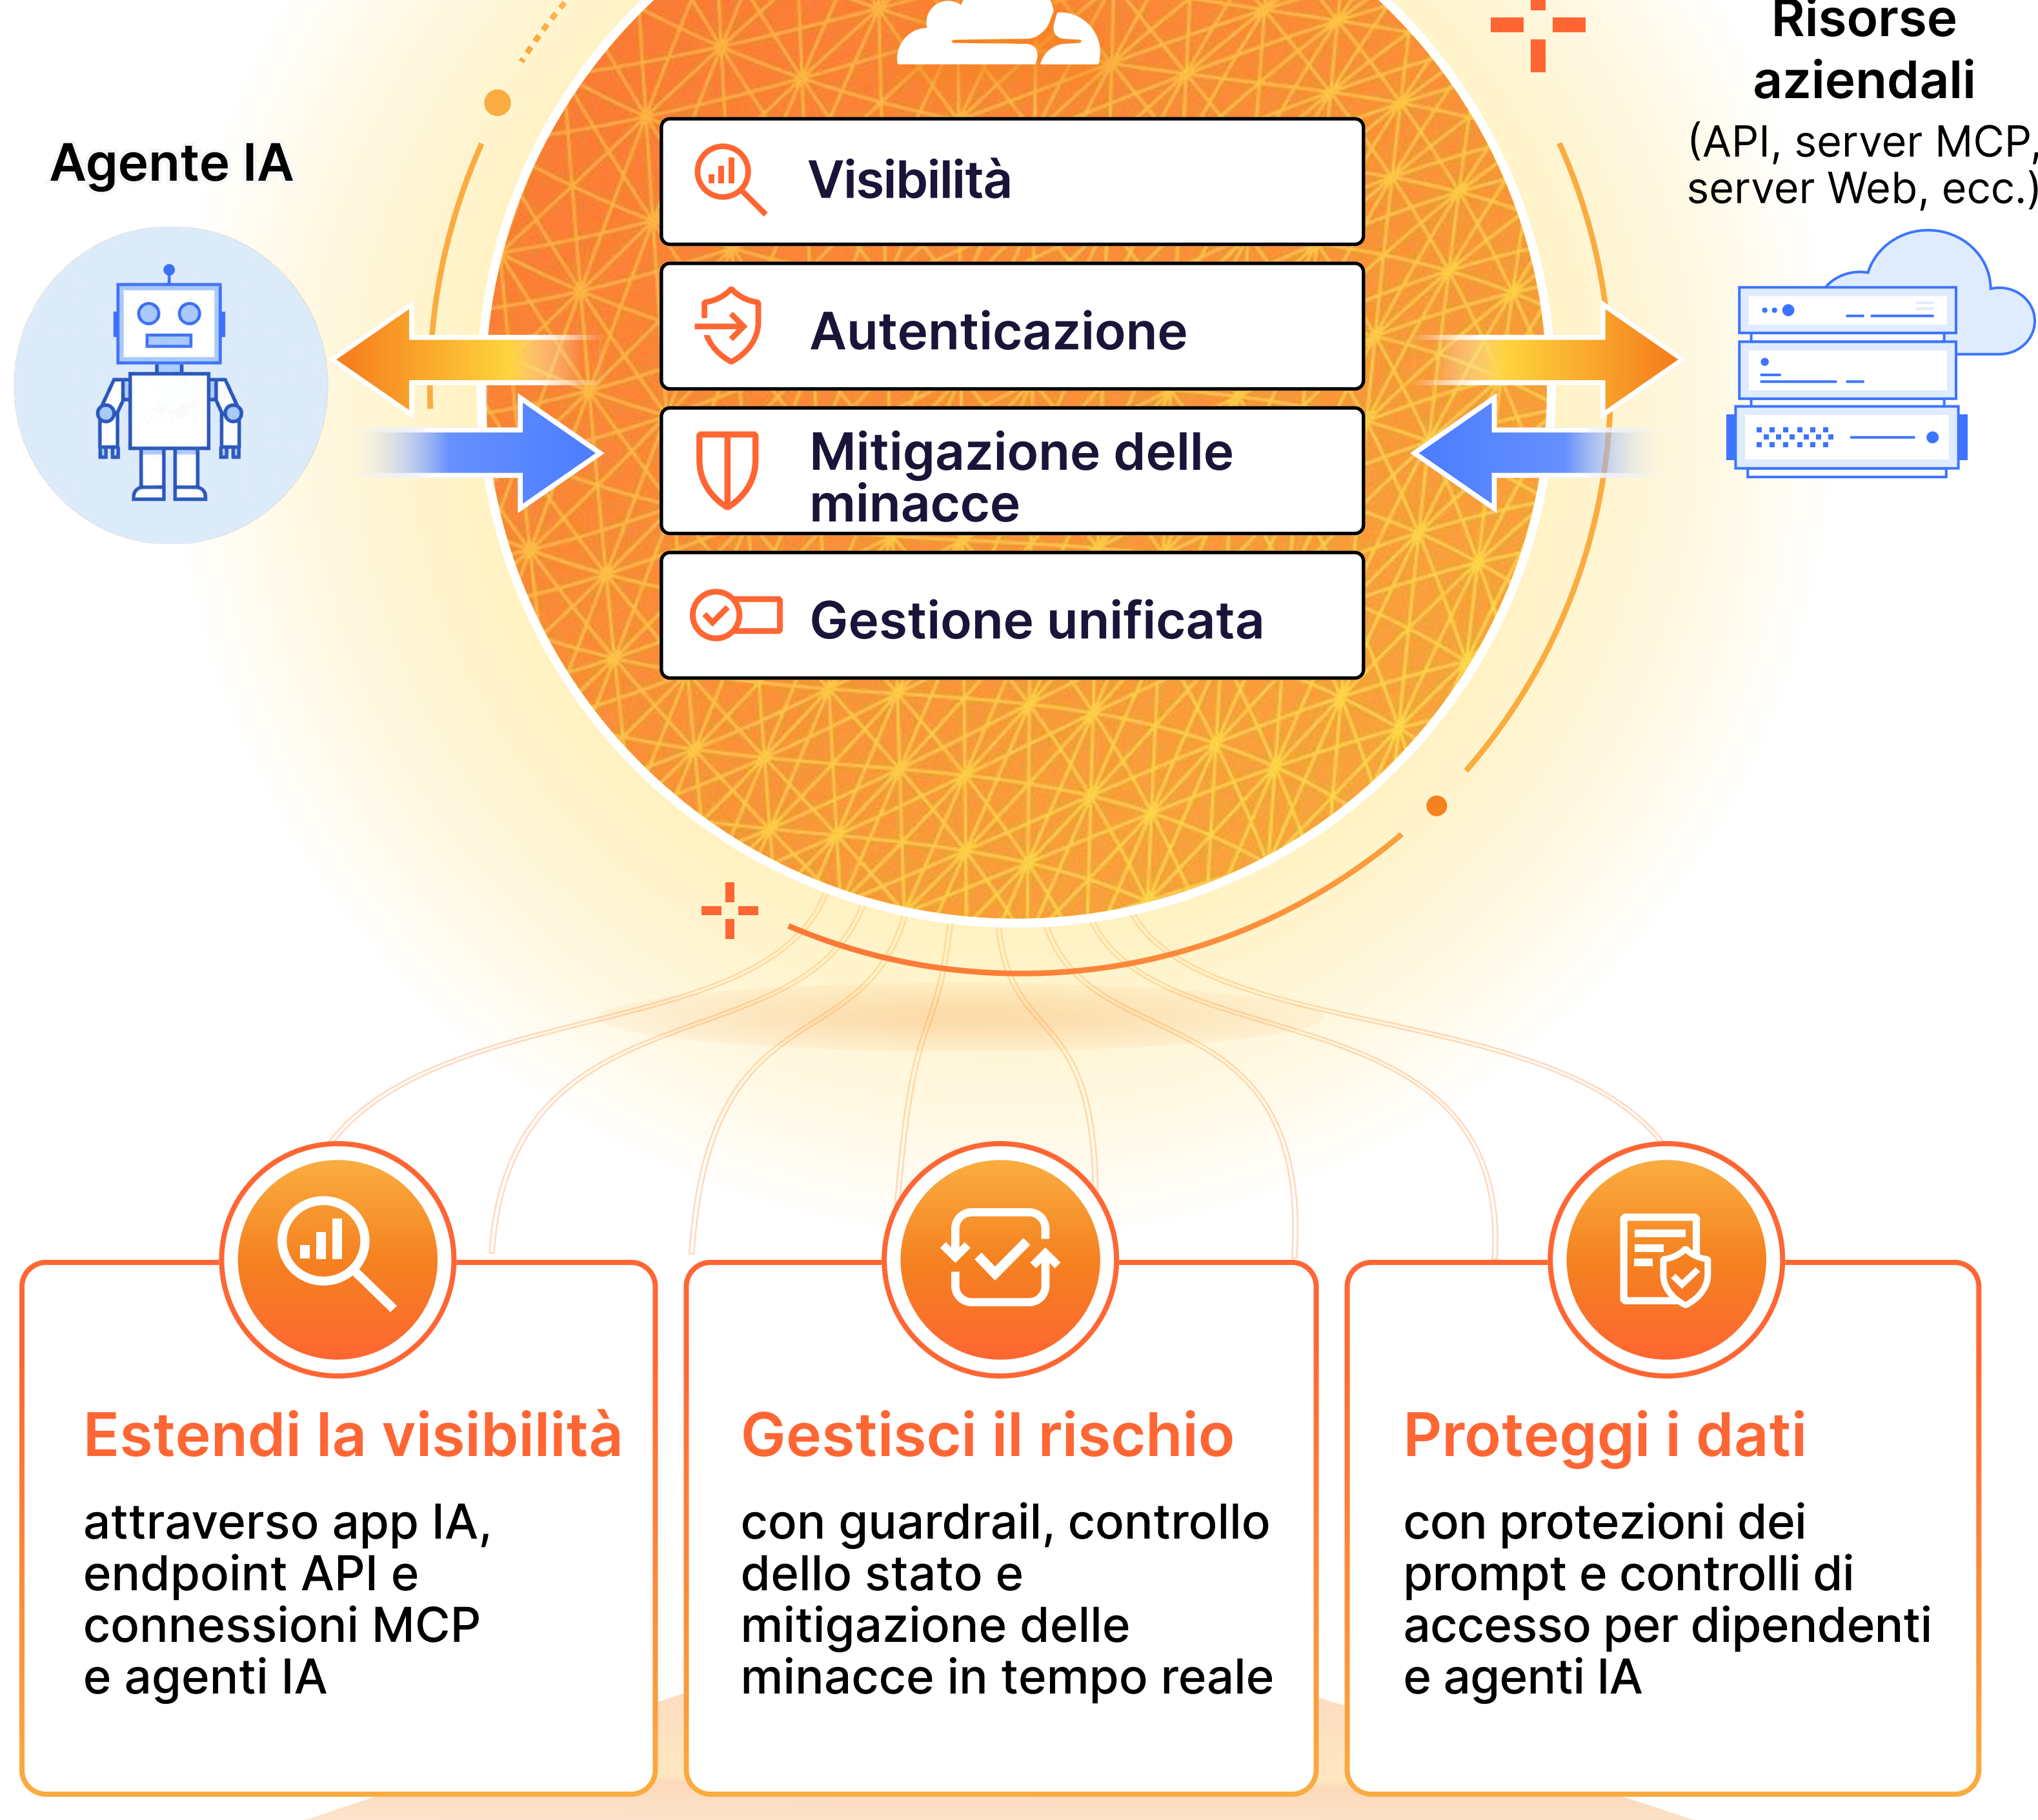 Agente IA
Visibilità
Autenticazione
Mitigazione delle
minacce
Gestione unificata
Risorse
aziendali
(API, server MCP,
server Web, ecc.)
Estendi la visibilità
attraverso app IA,
endpoint API e
connessioni MCP
e agenti IA
Gestisci il rischio
con guardrail, controllo
dello stato e
mitigazione delle
minacce in tempo reale
Proteggi i dati
con protezioni dei
prompt e controlli di
accesso per dipendenti
e agenti IA